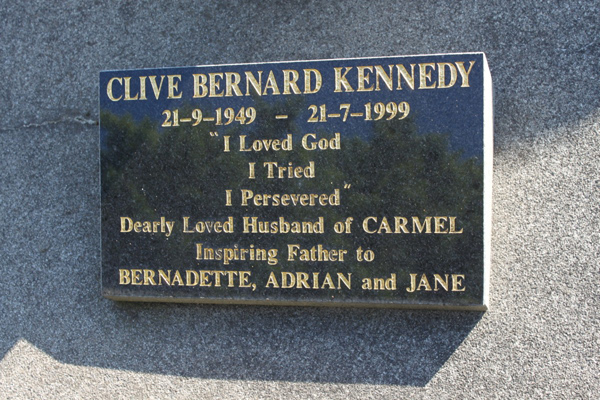 CLIVE BERNARD KENNEDY
21–9–1949 – 21–7–1999
"I Loved God
I Tried
I Persevered"
Dearly Loved Husband of CARMEL
Inspiring Father to
BERNADETTE, ADRIAN and JANE